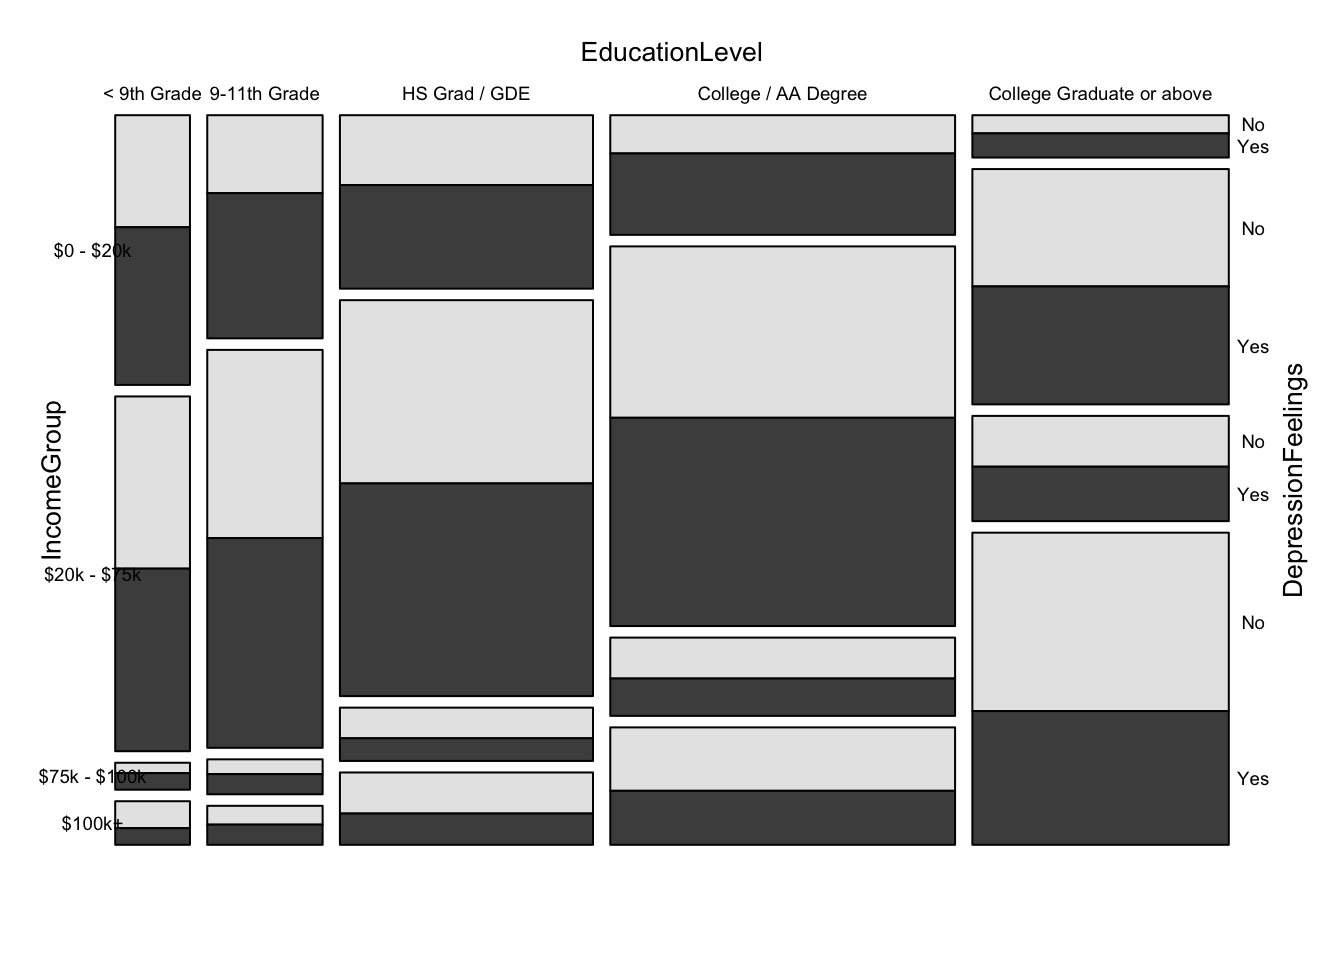 EducationLevel
< 9th Grade 9-11th Grade HS Grad / GDE College / AA Degree College Graduate or above
No
Yes
No
$0 - $20k
Yes
IncomeGroup
DepressionFeelings
No
Yes
$20k - $75k
No
$75k - $100k
Yes
$100k+